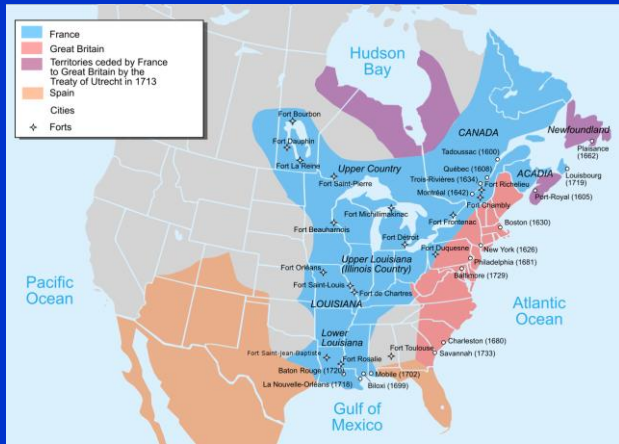 France
Great Britain
Territories ceded by France
to Great Britain by the
Treaty of Utrecht in 1713
Spain
Cities
Forts
Hudson
Bay
CANADA
Newfoundland
Plaisance
(1662)
Tadoussac (1600)
Québec (1608)
Trois-Rivières (1634)
Montréal (1642)
Fort Richelieu
Fort Chambly
ACADIA
Louisbourg
(1719)
Port-Royal (1605)
Fort Bourbon
Fort Dauphin
Fort La Reine
Upper Country
Fort Saint-Pierre
Fort Michilimakinac
Fort Frontenac
Fort Beauharnois
Fort Détroit
Boston (1630)
Fort Duquesne
New York (1626)
Philadelphia (1681)
Baltimore (1729)
Upper Louisiana
(Illinois Country)
Fort Orléans
Fort Saint-Louis
Fort de Chartres
LOUISIANA
Pacific
Ocean
Atlantic
Ocean
Lower
Louisiana
Charleston (1680)
Savannah (1733)
Fort Toulouse
Fort Saint-Jean-Baptiste
Fort Rosalie
Baton Rouge (1720)
Mobile (1702)
La Nouvelle-Orléans (1718)
Biloxi (1699)
Gulf of
Mexico